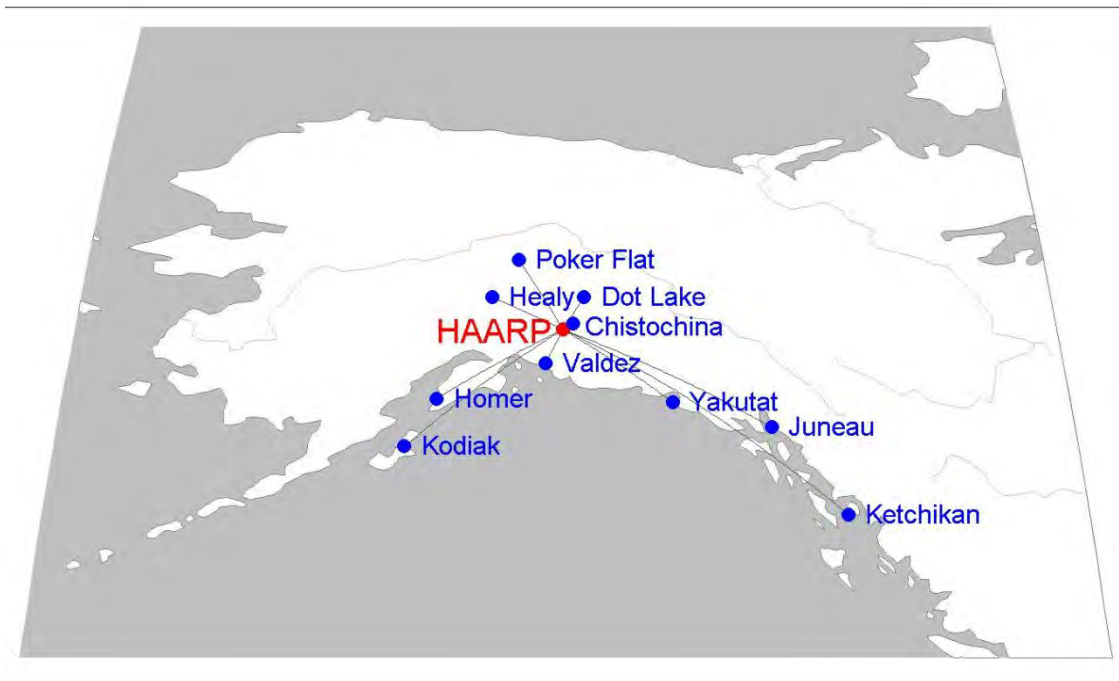 Poker Flat
Healy
Dot Lake
HAARP
Chistochina
Valdez
Homer
Yakutat
Juneau
Kodiak
Ketchikan